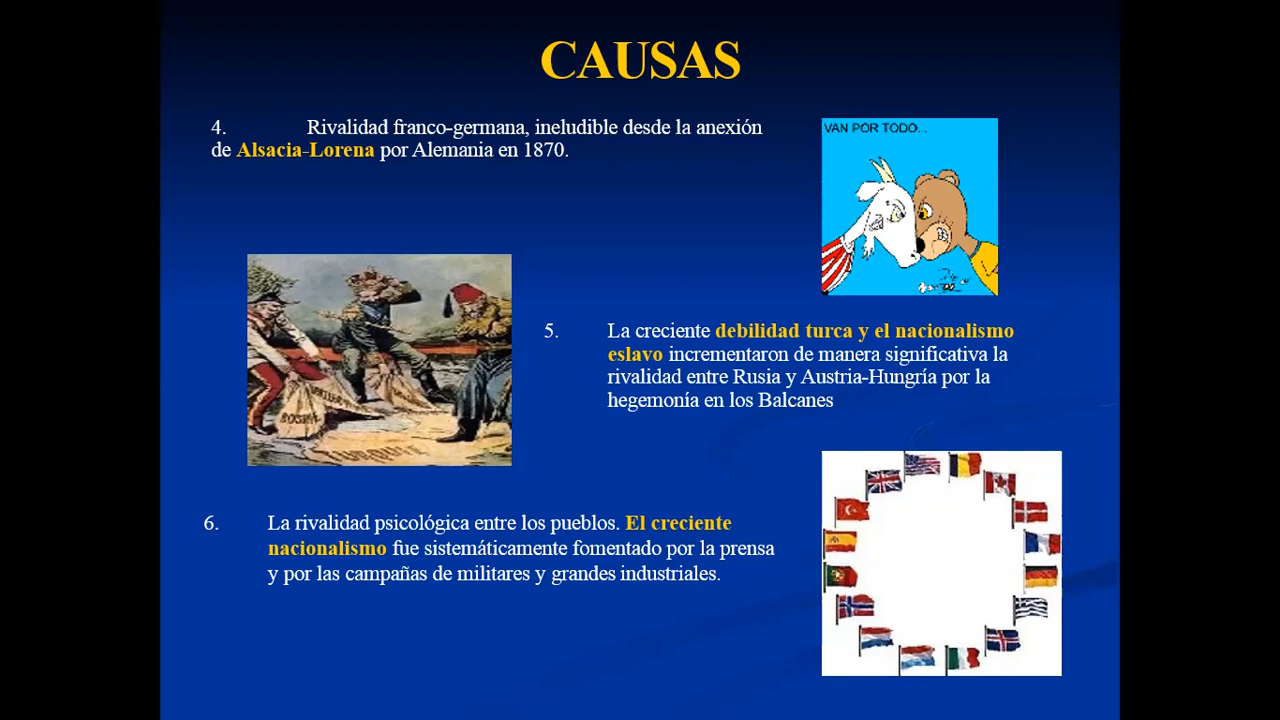 CAUSAS
4. Rivalidad franco-germana, ineludible desde la anexión
de Alsacia-Lorena por Alemania en 1870.
VAN POR TODO...
5. La creciente debilidad turca y el nacionalismo
eslavo incrementaron de manera significativa la
rivalidad entre Rusia y Austria-Hungría por la
hegemonía en los Balcanes
6. La rivalidad psicológica entre los pueblos. El creciente
nacionalismo fue sistemáticamente fomentado por la prensa
y por las campañas de militares y grandes industriales.